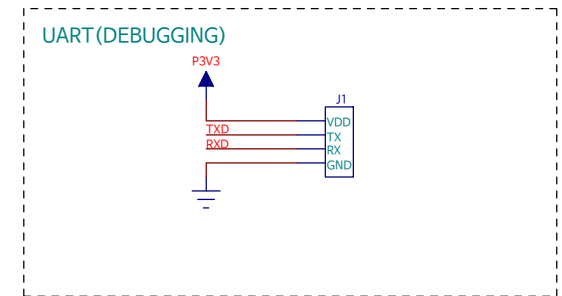 UART(DEBUGGING)
P3V3
J1
VDD
TXD
TX
RXD
RX
GND